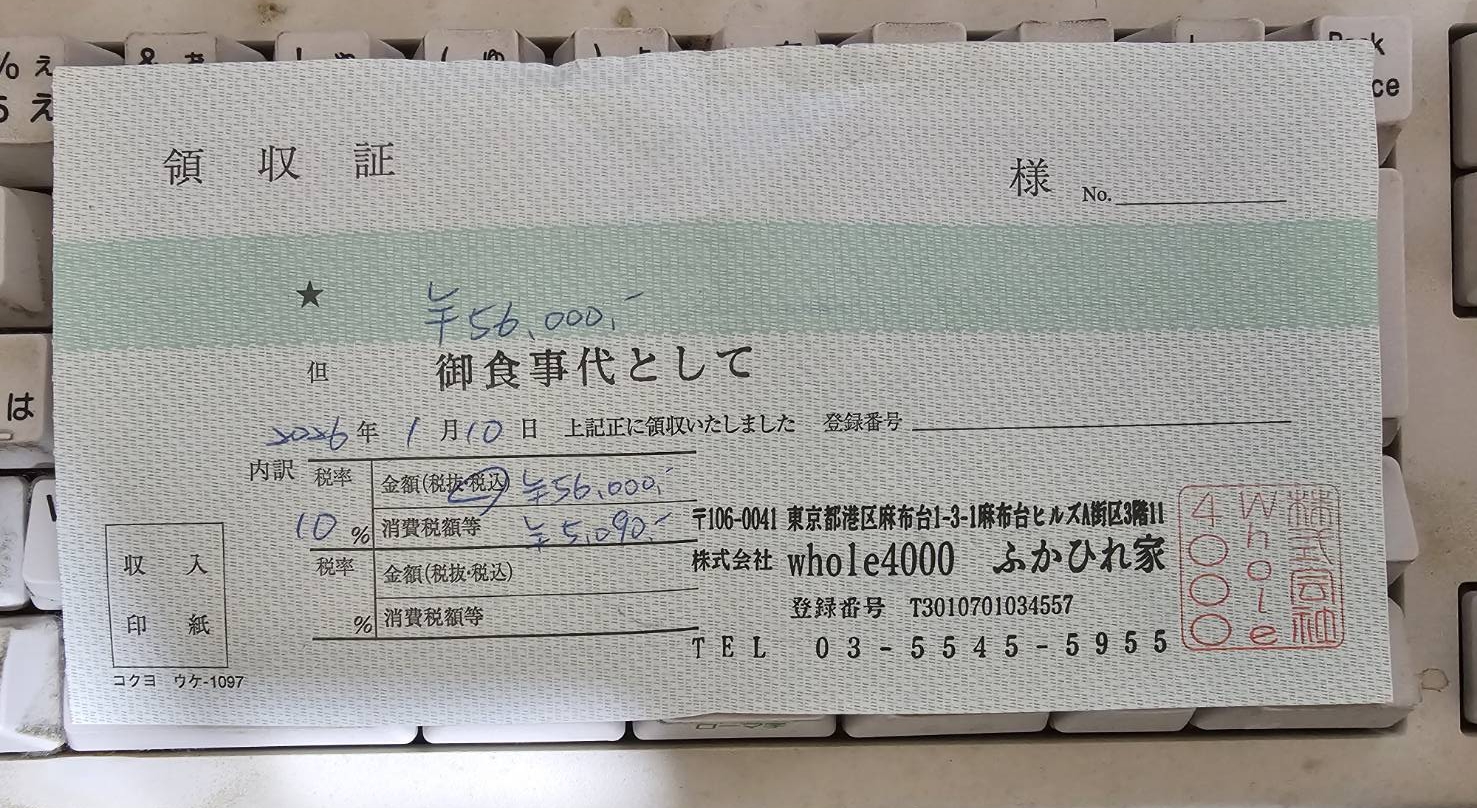 領収証
様 No.
★ ¥56,000.-
但 御食事代として
2026年 1月10日 上記正に領収いたしました 登録番号
内訳 税率 金額(税抜・税込) ¥56,000.-
10% 消費税額等 ¥5,090.-
税率 金額(税抜・税込)
% 消費税額等
収入
印紙
コクヨ ウケ-1097
〒106-0041 東京都港区麻布台1-3-1麻布台ヒルズA街区3階11
株式会社 whole4000 ふかひれ家
登録番号 T3010701034557
TEL 03-5545-5955
株式会社
Whole
4000